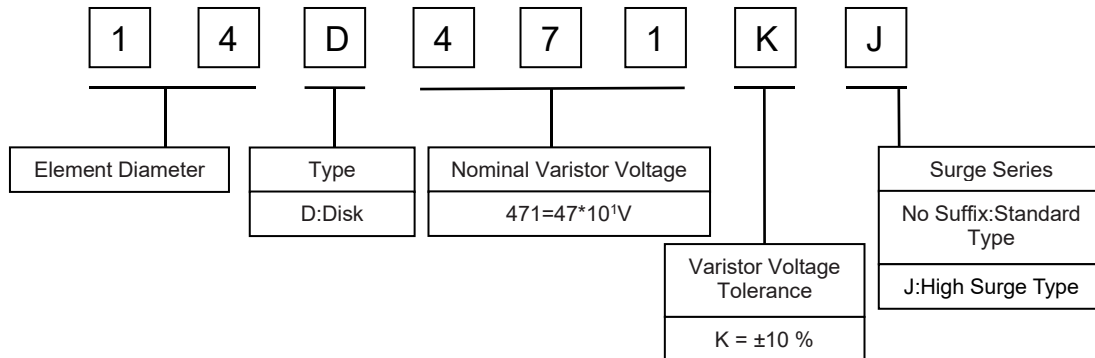 1 4 D 4 7 1 K J
Element Diameter
Type
D:Disk
Nominal Varistor Voltage
471=47*10¹V
Varistor Voltage
Tolerance
K = ±10 %
Surge Series
No Suffix:Standard
Type
J:High Surge Type